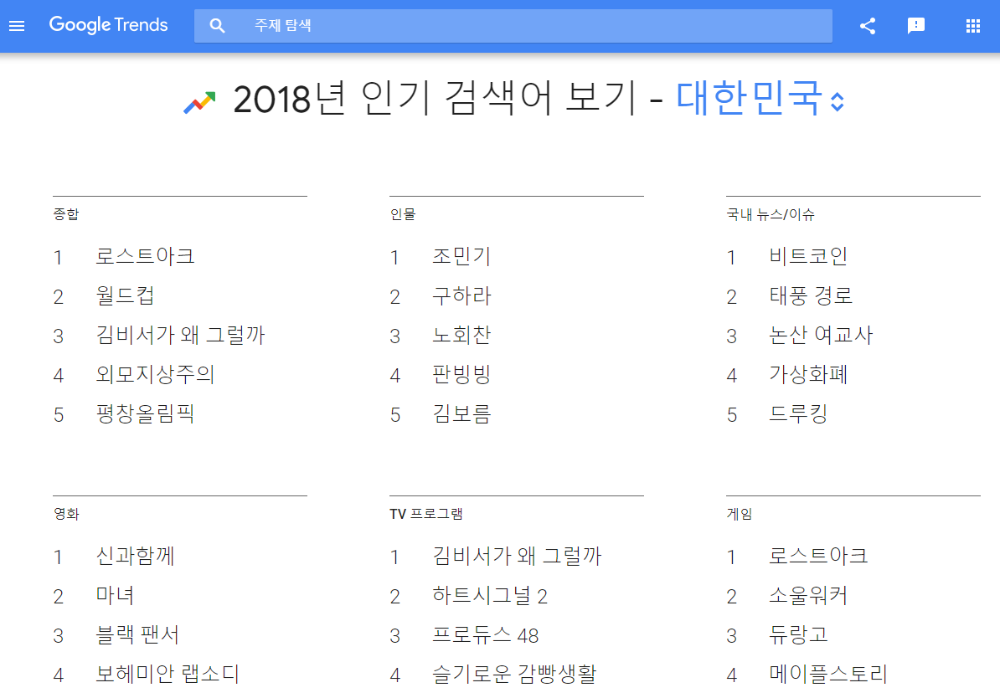 Google Trends 주제 탐색
2018년 인기 검색어 보기 - 대한민국
종합
1 로스트아크
2 월드컵
3 김비서가 왜 그럴까
4 외모지상주의
5 평창올림픽
인물
1 조민기
2 구하라
3 노회찬
4 판빙빙
5 김보름
국내 뉴스/이슈
1 비트코인
2 태풍 경로
3 논산 여교사
4 가상화폐
5 드루킹
영화
1 신과함께
2 마녀
3 블랙 팬서
4 보헤미안 랩소디
TV 프로그램
1 김비서가 왜 그럴까
2 하트시그널 2
3 프로듀스 48
4 슬기로운 감빵생활
게임
1 로스트아크
2 소울워커
3 듀랑고
4 메이플스토리